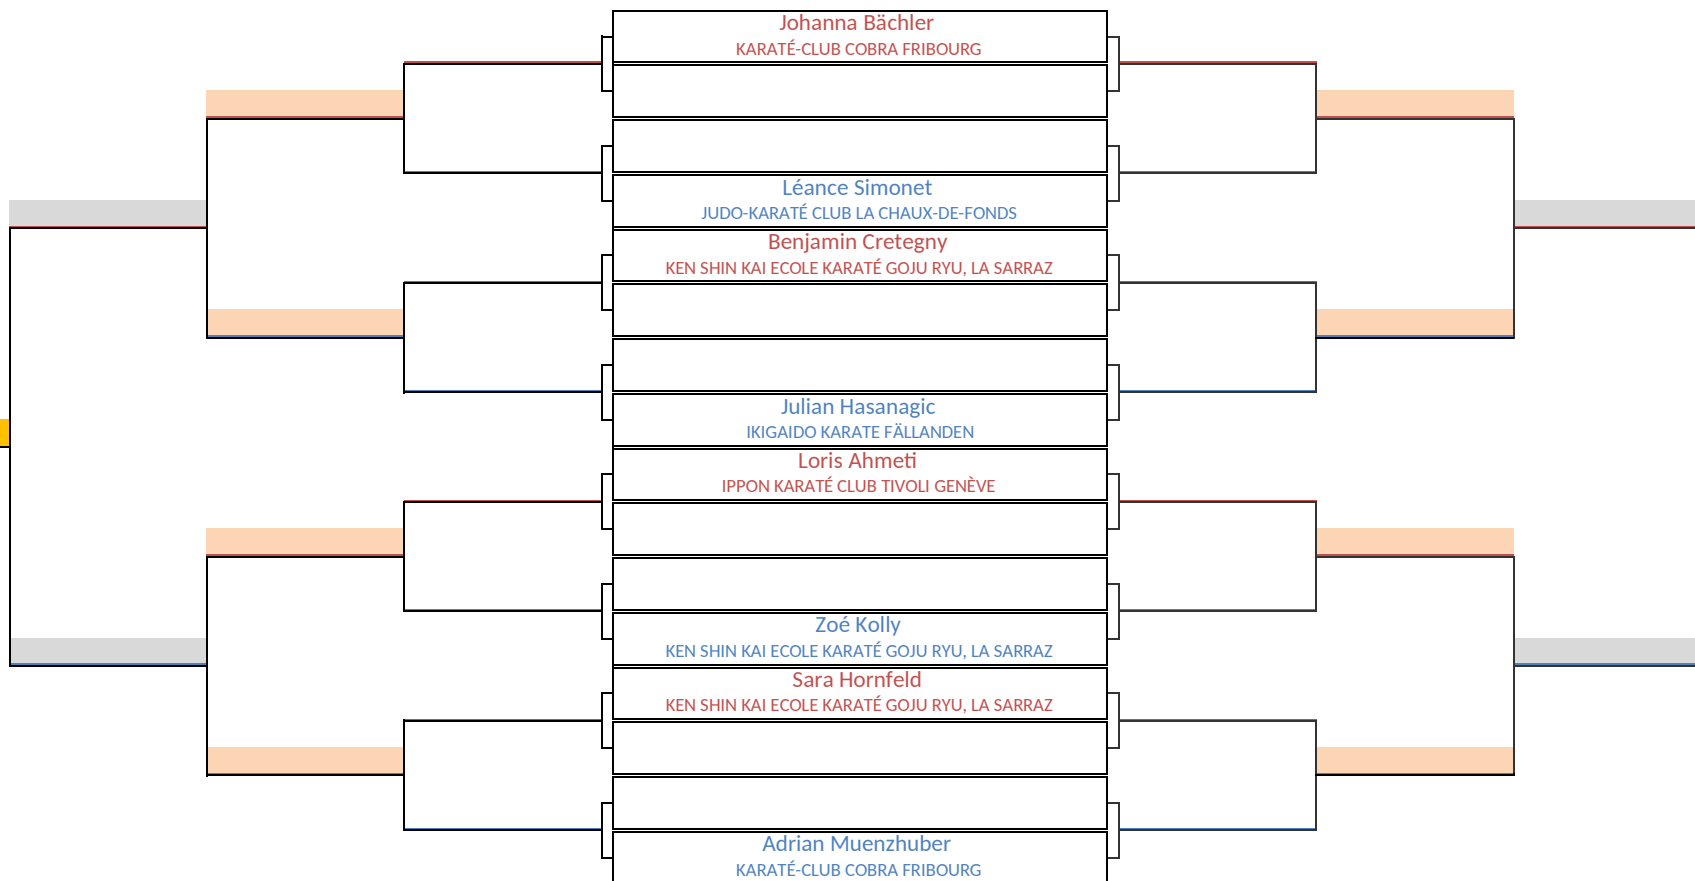 Johanna Bächler
KARATÉ-CLUB COBRA FRIBOURG
Léance Simonet
JUDO-KARATÉ CLUB LA CHAUX-DE-FONDS
Benjamin Cretegny
KEN SHIN KAI ECOLE KARATÉ GOJU RYU, LA SARRAZ
Julian Hasanagic
IKIGAIDO KARATE FÄLLANDEN
Loris Ahmeti
IPPON KARATÉ CLUB TIVOLI GENÈVE
Zoé Kolly
KEN SHIN KAI ECOLE KARATÉ GOJU RYU, LA SARRAZ
Sara Hornfeld
KEN SHIN KAI ECOLE KARATÉ GOJU RYU, LA SARRAZ
Adrian Muenzhuber
KARATÉ-CLUB COBRA FRIBOURG